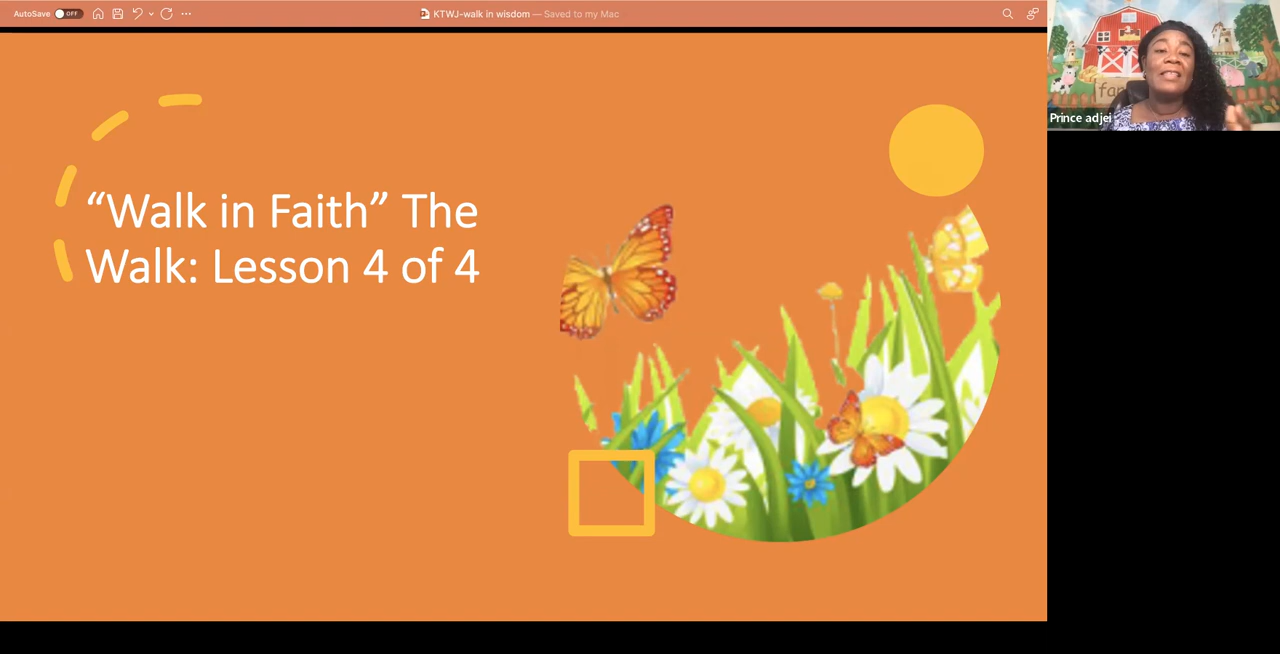 AutoSave OFF
KTWJ-walk in wisdom — Saved to my Mac
Prince adjei
“Walk in Faith” The
Walk: Lesson 4 of 4